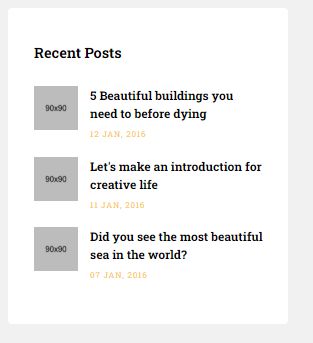 Recent Posts
90x90
5 Beautiful buildings you
need to before dying
12 JAN, 2016
90x90
Let's make an introduction for
creative life
11 JAN, 2016
90x90
Did you see the most beautiful
sea in the world?
07 JAN, 2016